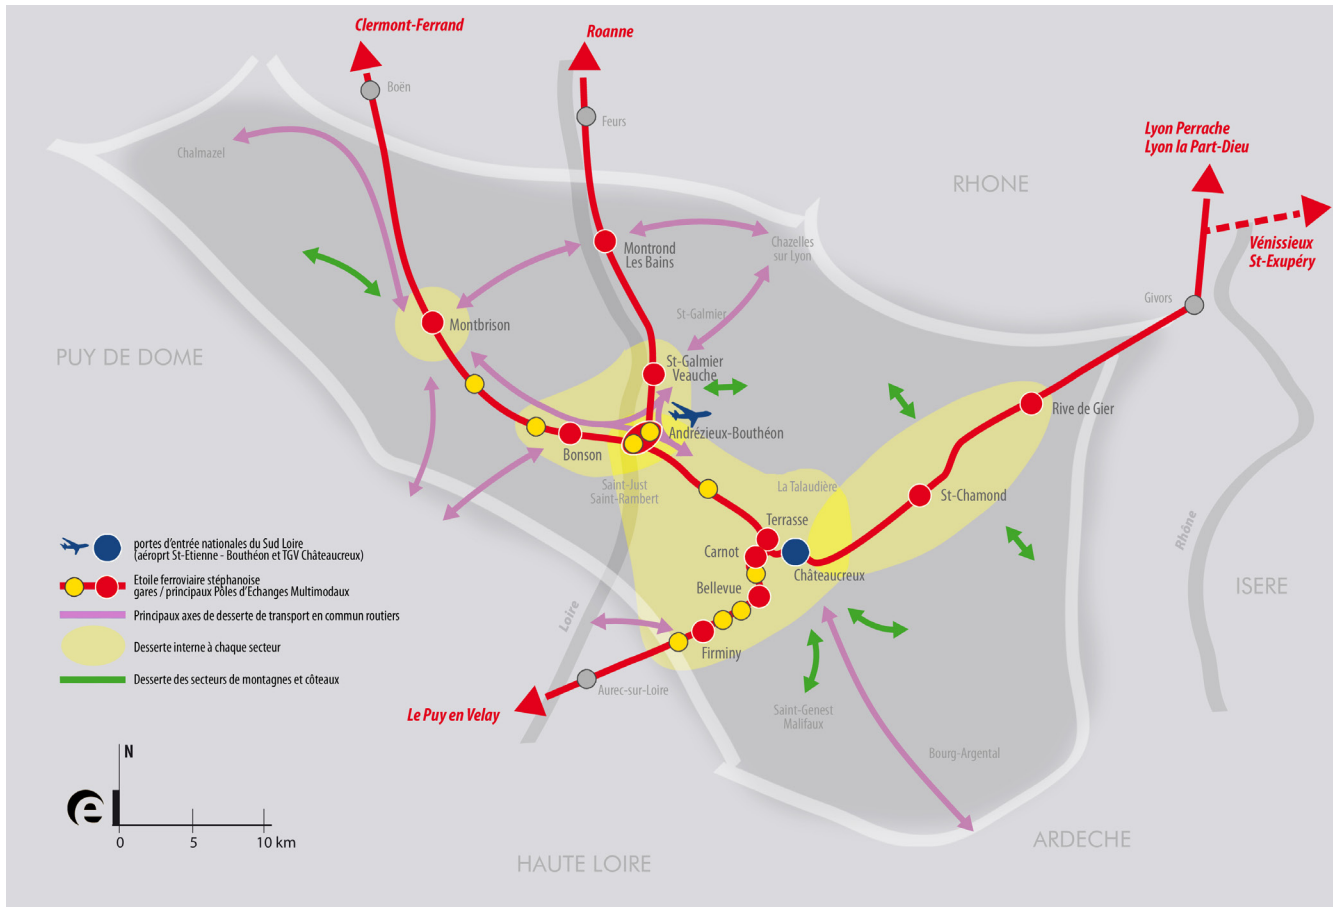 Clermont-Ferrand
Roanne
Boën
Feurs
Lyon Perrache
Lyon la Part-Dieu
Chalmazel
RHONE
Montrond
Les Bains
Chazelles
sur Lyon
Vénissieux
St-Exupéry
Givors
St-Galmier
Montbrison
PUY DE DOME
St-Galmier
Veauche
Rive de Gier
Andrézieux-Bouthéon
Bonson
Saint-Just
Saint-Rambert
La Talaudière
St-Chamond
Terrasse
Rhône
Carnot
Châteaucreux
Bellevue
ISERE
Loire
Firminy
Aurec-sur-Loire
Le Puy en Velay
Saint-Genest
Malifaux
Bourg-Argental
ARDECHE
HAUTE LOIRE
portes d'entrée nationales du Sud Loire
(aéroprt St-Etienne - Bouthéon et TGV Châteaucreux)
Etoile ferroviaire stéphanoise
gares / principaux Pôles d'Echanges Multimodaux
Principaux axes de desserte de transport en commun routiers
Desserte interne à chaque secteur
Desserte des secteurs de montagnes et côteaux
N
e
0 5 10 km